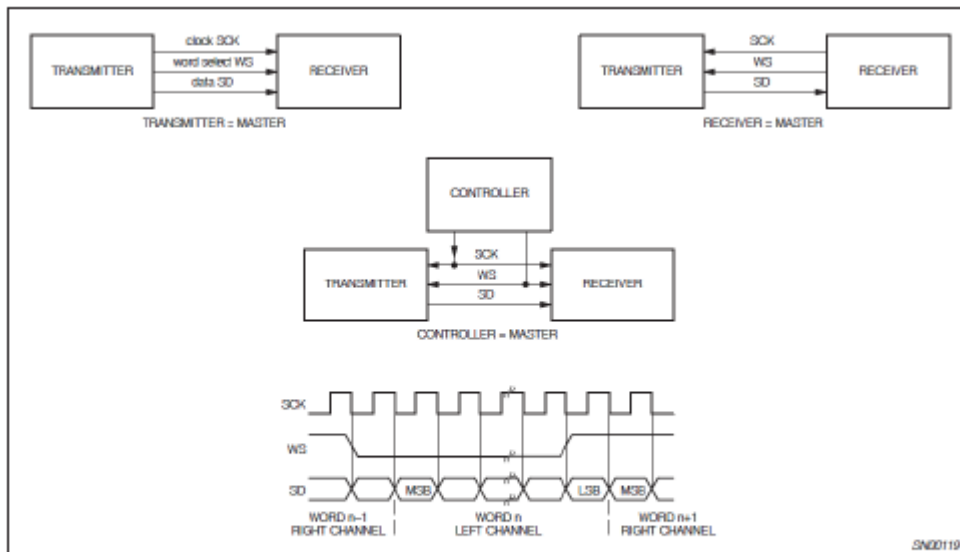 clock SCK
word select WS
data SD
TRANSMITTER
RECEIVER
TRANSMITTER = MASTER
SCK
WS
SD
TRANSMITTER
RECEIVER
RECEIVER = MASTER
CONTROLLER
SCK
WS
SD
TRANSMITTER
RECEIVER
CONTROLLER = MASTER
SCK
WS
SD
MSB
LSB
MSB
WORD n–1
RIGHT CHANNEL
WORD n
LEFT CHANNEL
WORD n+1
RIGHT CHANNEL
SN00119